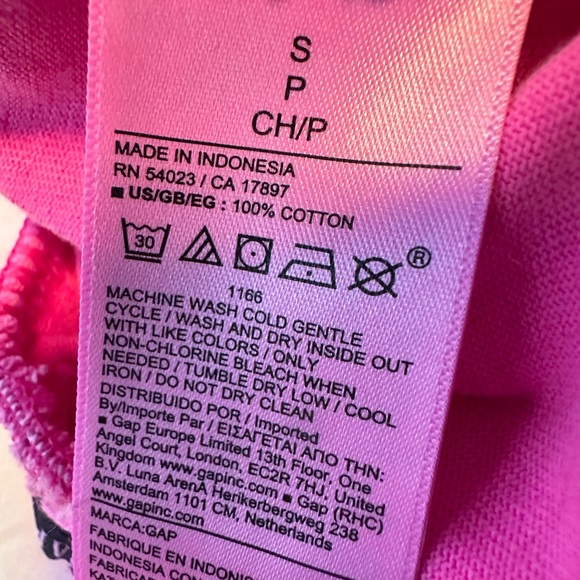 S
P
CH/P
MADE IN INDONESIA
RN 54023 / CA 17897
■ US/GB/EG : 100% COTTON
30
®
1166
MACHINE WASH COLD GENTLE
CYCLE / WASH AND DRY INSIDE OUT
WITH LIKE COLORS / ONLY
NON-CHLORINE BLEACH WHEN
NEEDED / TUMBLE DRY LOW / COOL
IRON / DO NOT DRY CLEAN
DISTRIBUIDO POR / Imported
By/Importe Par / ΕΙΣΑΓΕΤΑΙ ΑΠΟ ΤΗΝ:
■ Gap Europe Limited 13th Floor, One
Angel Court, London, EC2R 7HJ, United
Kingdom www.gapinc.com ■ Gap (RHC)
B.V. Luna ArenA Herikerbergweg 238
Amsterdam 1101 CM, Netherlands
www.gapinc.com
MARCA:GAP
FABRIQUE EN INDONES
INDONESIA CON